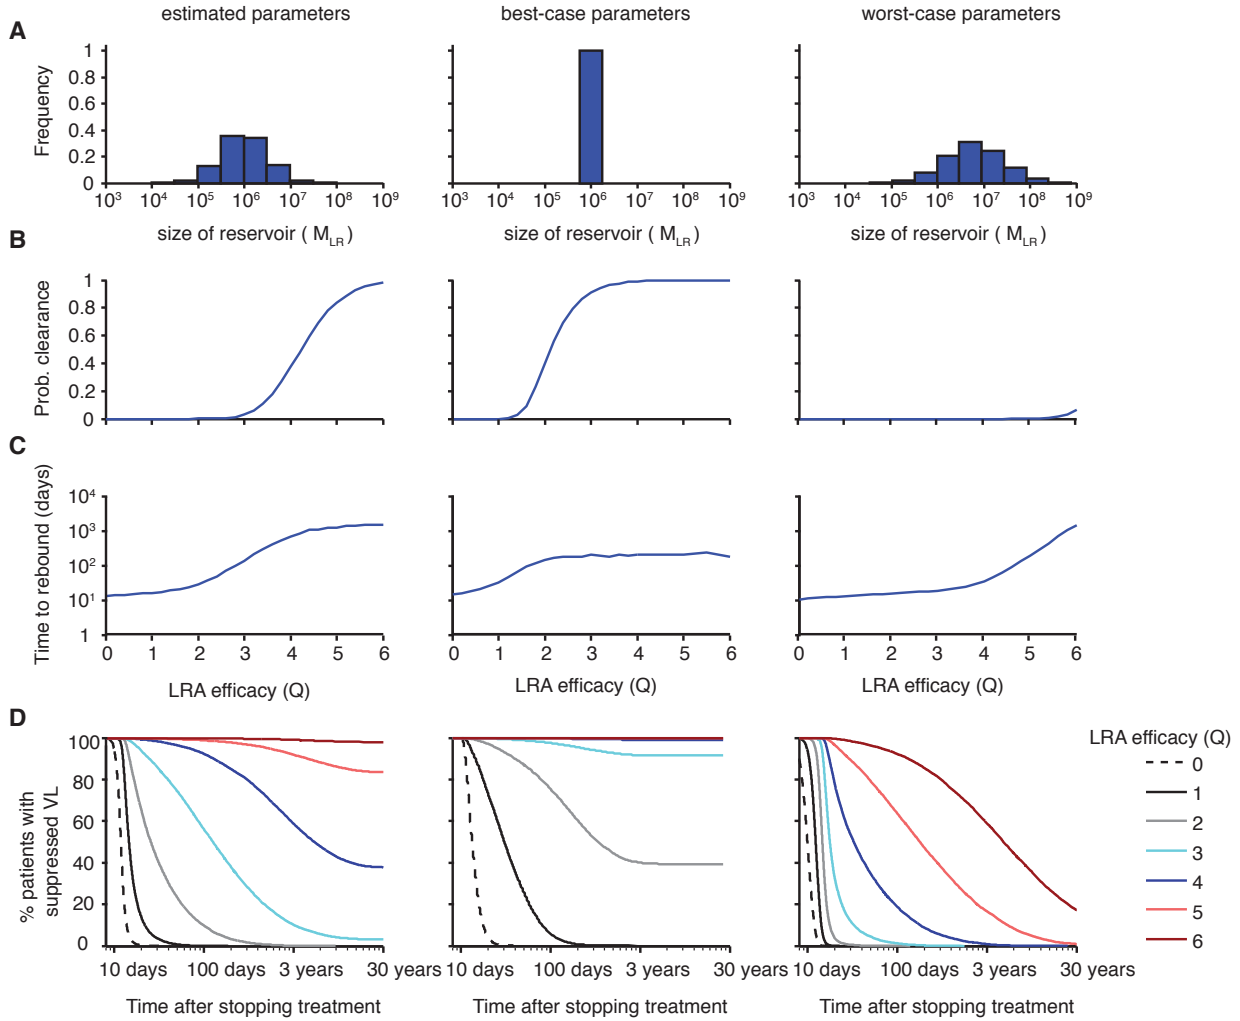 estimated parameters
best-case parameters
worst-case parameters
A
Frequency
1
0.8
0.6
0.4
0.2
0
10³ 10⁴ 10⁵ 10⁶ 10⁷ 10⁸ 10⁹
10³ 10⁴ 10⁵ 10⁶ 10⁷ 10⁸ 10⁹
10³ 10⁴ 10⁵ 10⁶ 10⁷ 10⁸ 10⁹
size of reservoir ( M_LR )
size of reservoir ( M_LR )
size of reservoir ( M_LR )
B
Prob. clearance
1
0.8
0.6
0.4
0.2
0
C
Time to rebound (days)
10⁴
10³
10²
10¹
1
0 1 2 3 4 5 6
0 1 2 3 4 5 6
0 1 2 3 4 5 6
LRA efficacy (Q)
LRA efficacy (Q)
LRA efficacy (Q)
D
% patients with
suppressed VL
100
80
60
40
20
0
10 days 100 days 3 years 30 years
10 days 100 days 3 years 30 years
10 days 100 days 3 years 30 years
Time after stopping treatment
Time after stopping treatment
Time after stopping treatment
LRA efficacy (Q)
0
1
2
3
4
5
6